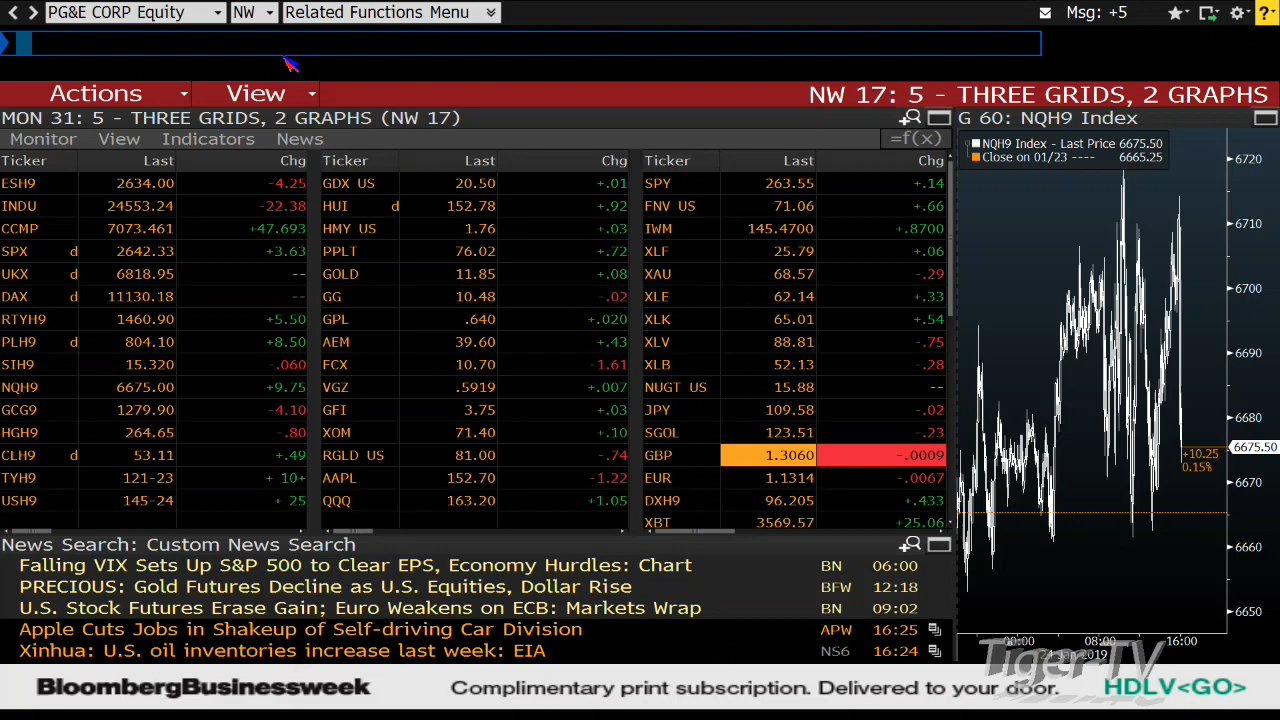 PG&E CORP Equity NW Related Functions Menu Msg: +5 ?
Actions View NW 17: 5 - THREE GRIDS, 2 GRAPHS
MON 31: 5 - THREE GRIDS, 2 GRAPHS (NW 17) G 60: NQH9 Index
Monitor View Indicators News =f(x)
Ticker Last Chg Ticker Last Chg Ticker Last Chg
ESH9 2634.00 -4.25 GDX US 20.50 +.01 SPY 263.55 +.14
INDU 24553.24 -22.38 HUI d 152.78 +.92 FNV US 71.06 +.66
CCMP 7073.461 +47.693 HMY US 1.76 +.03 IWM 145.4700 +.8700
SPX d 2642.33 +3.63 PPLT 76.02 +.72 XLF 25.79 +.06
UKX d 6818.95 -- GOLD 11.85 +.08 XAU 68.57 -.29
DAX d 11130.18 -- GG 10.48 -.02 XLE 62.14 +.33
RTYH9 1460.90 +5.50 GPL .640 +.020 XLK 65.01 +.54
PLH9 d 804.10 +8.50 AEM 39.60 +.43 XLV 88.81 -.75
SIH9 15.320 -.060 FCX 10.70 -1.61 XLB 52.13 -.28
NQH9 6675.00 +9.75 VGZ .5919 +.007 NUGT US 15.88 --
GCG9 1279.90 -4.10 GFI 3.75 +.03 JPY 109.58 -.02
HGH9 264.65 -.80 XOM 71.40 +.10 SGOL 123.51 -.23
CLH9 d 53.11 +.49 RGLD US 81.00 -.74 GBP 1.3060 -.0009
TYH9 121-23 + 10+ AAPL 152.70 -1.22 EUR 1.1314 -.0067
USH9 145-24 + 25 QQQ 163.20 +1.05 DXH9 96.205 +.433
XBT 3569.57 +25.06
NQH9 Index - Last Price 6675.50
Close on 01/23 ---- 6665.25
6720
6710
6700
6690
6680
6675.50
+10.25
0.15%
6670
6660
6650
00:00 08:00 16:00
24 Jan 2019
News Search: Custom News Search
Falling VIX Sets Up S&P 500 to Clear EPS, Economy Hurdles: Chart BN 06:00
PRECIOUS: Gold Futures Decline as U.S. Equities, Dollar Rise BFW 12:18
U.S. Stock Futures Erase Gain; Euro Weakens on ECB: Markets Wrap BN 09:02
Apple Cuts Jobs in Shakeup of Self-driving Car Division APW 16:25
Xinhua: U.S. oil inventories increase last week: EIA NS6 16:24
Tiger-TV
BloombergBusinessweek Complimentary print subscription. Delivered to your door. HDLV<GO>